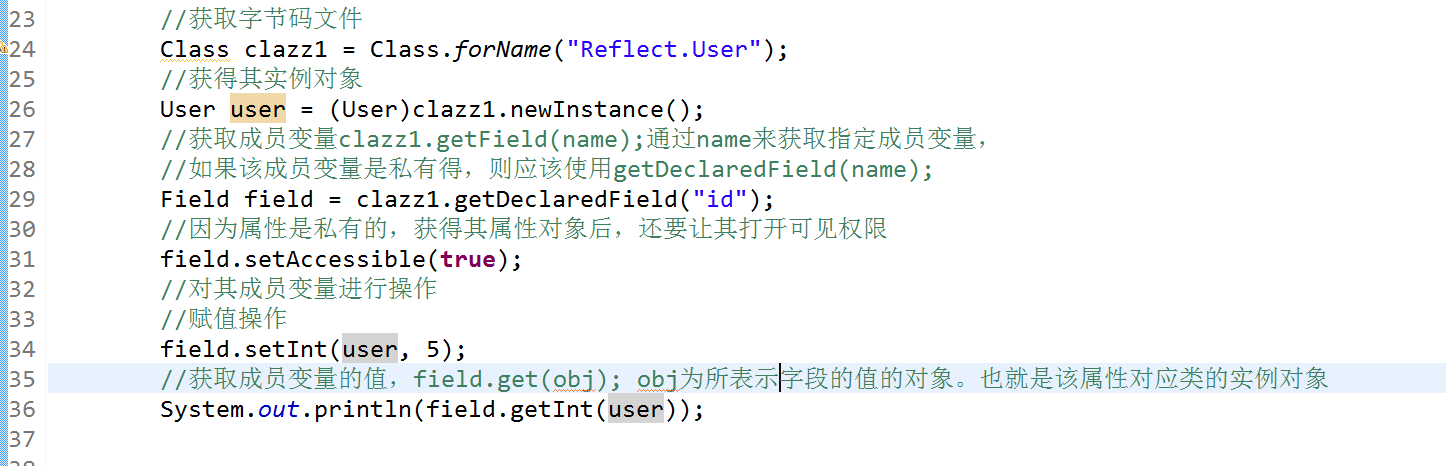 23 //获取字节码文件
24 Class clazz1 = Class.forName("Reflect.User");
25 //获得其实例对象
26 User user = (User)clazz1.newInstance();
27 //获取成员变量clazz1.getField(name);通过name来获取指定成员变量，
28 //如果该成员变量是私有得，则应该使用getDeclaredField(name);
29 Field field = clazz1.getDeclaredField("id");
30 //因为属性是私有的，获得其属性对象后，还要让其打开可见权限
31 field.setAccessible(true);
32 //对其成员变量进行操作
33 //赋值操作
34 field.setInt(user, 5);
35 //获取成员变量的值，field.get(obj); obj为所表示字段的值的对象。也就是该属性对应类的实例对象
36 System.out.println(field.getInt(user));
37